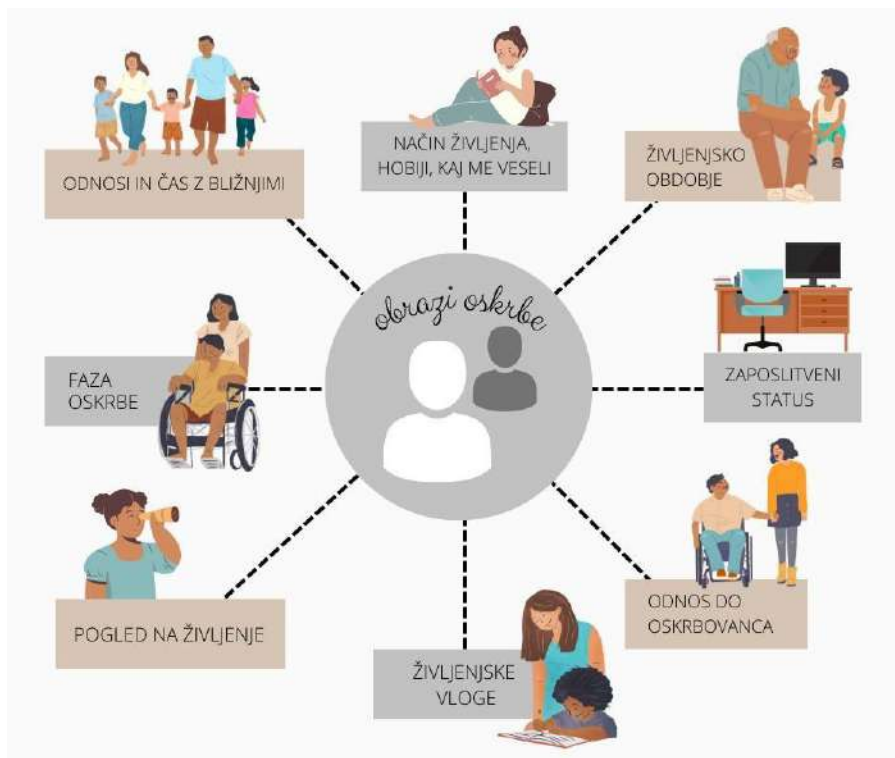 ODNOSI IN ČAS Z BLIŽNJIMI
NAČIN ŽIVLJENJA,
HOBIJI, KAJ ME VESELI
ŽIVLJENJSKO
OBDOBJE
obrazi oskrbe
FAZA
OSKRBE
ZAPOSLITVENI
STATUS
POGLED NA ŽIVLJENJE
ŽIVLJENJSKE
VLOGE
ODNOS DO
OSKRBOVANCA